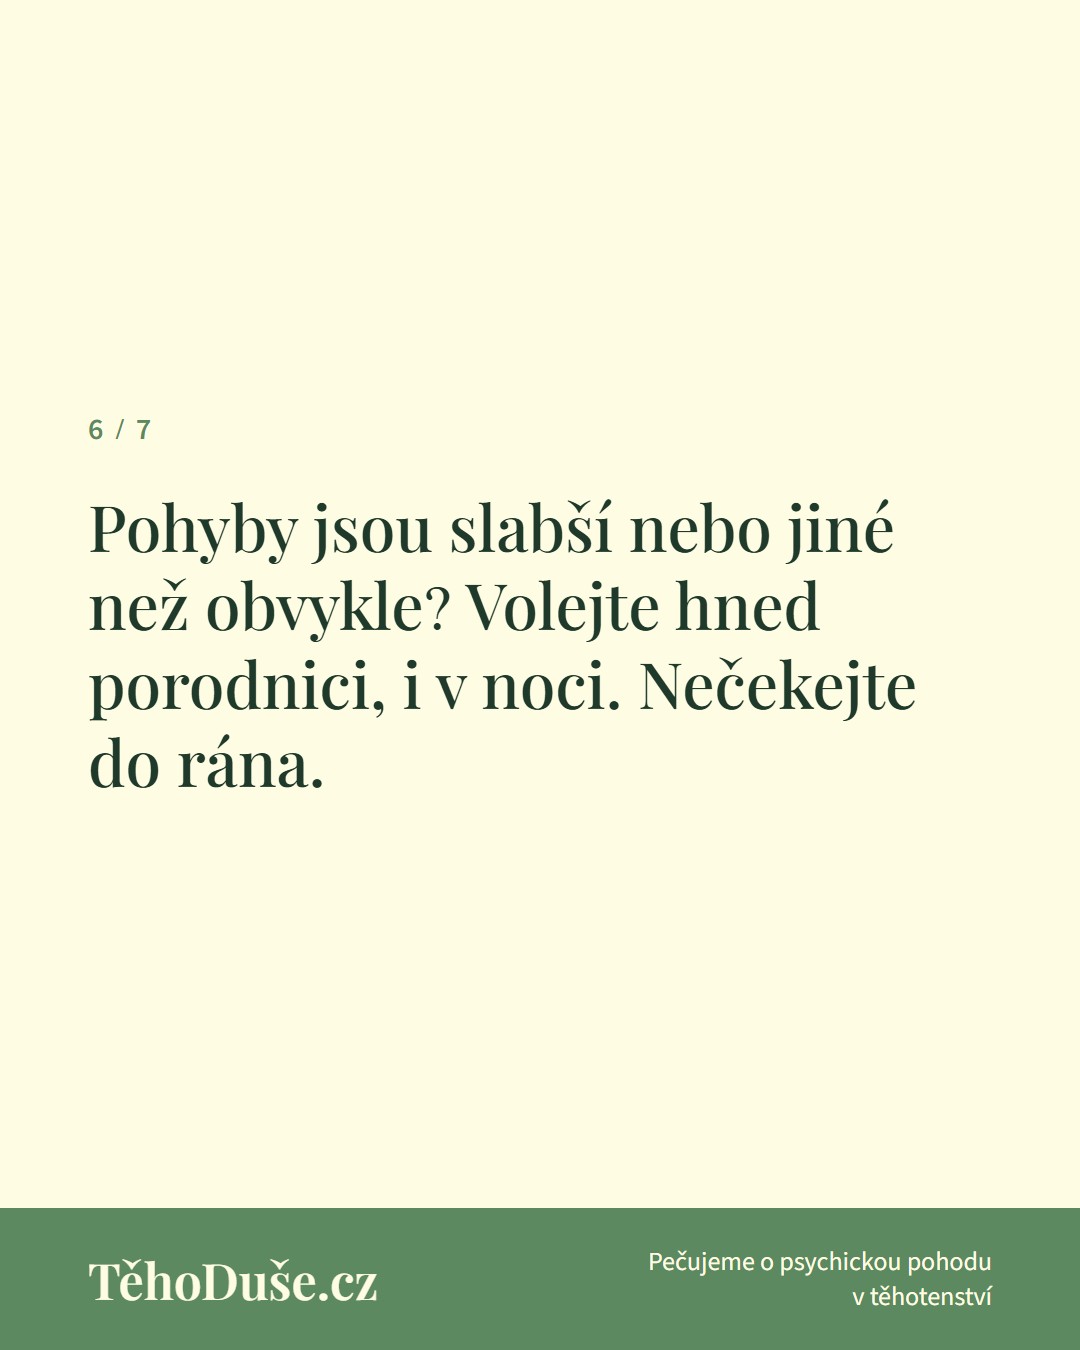 6 / 7
Pohyby jsou slabší nebo jiné
než obvykle? Volejte hned
porodnici, i v noci. Nečekejte
do rána.
TěhoDuše.cz
Pečujeme o psychickou pohodu
v těhotenství